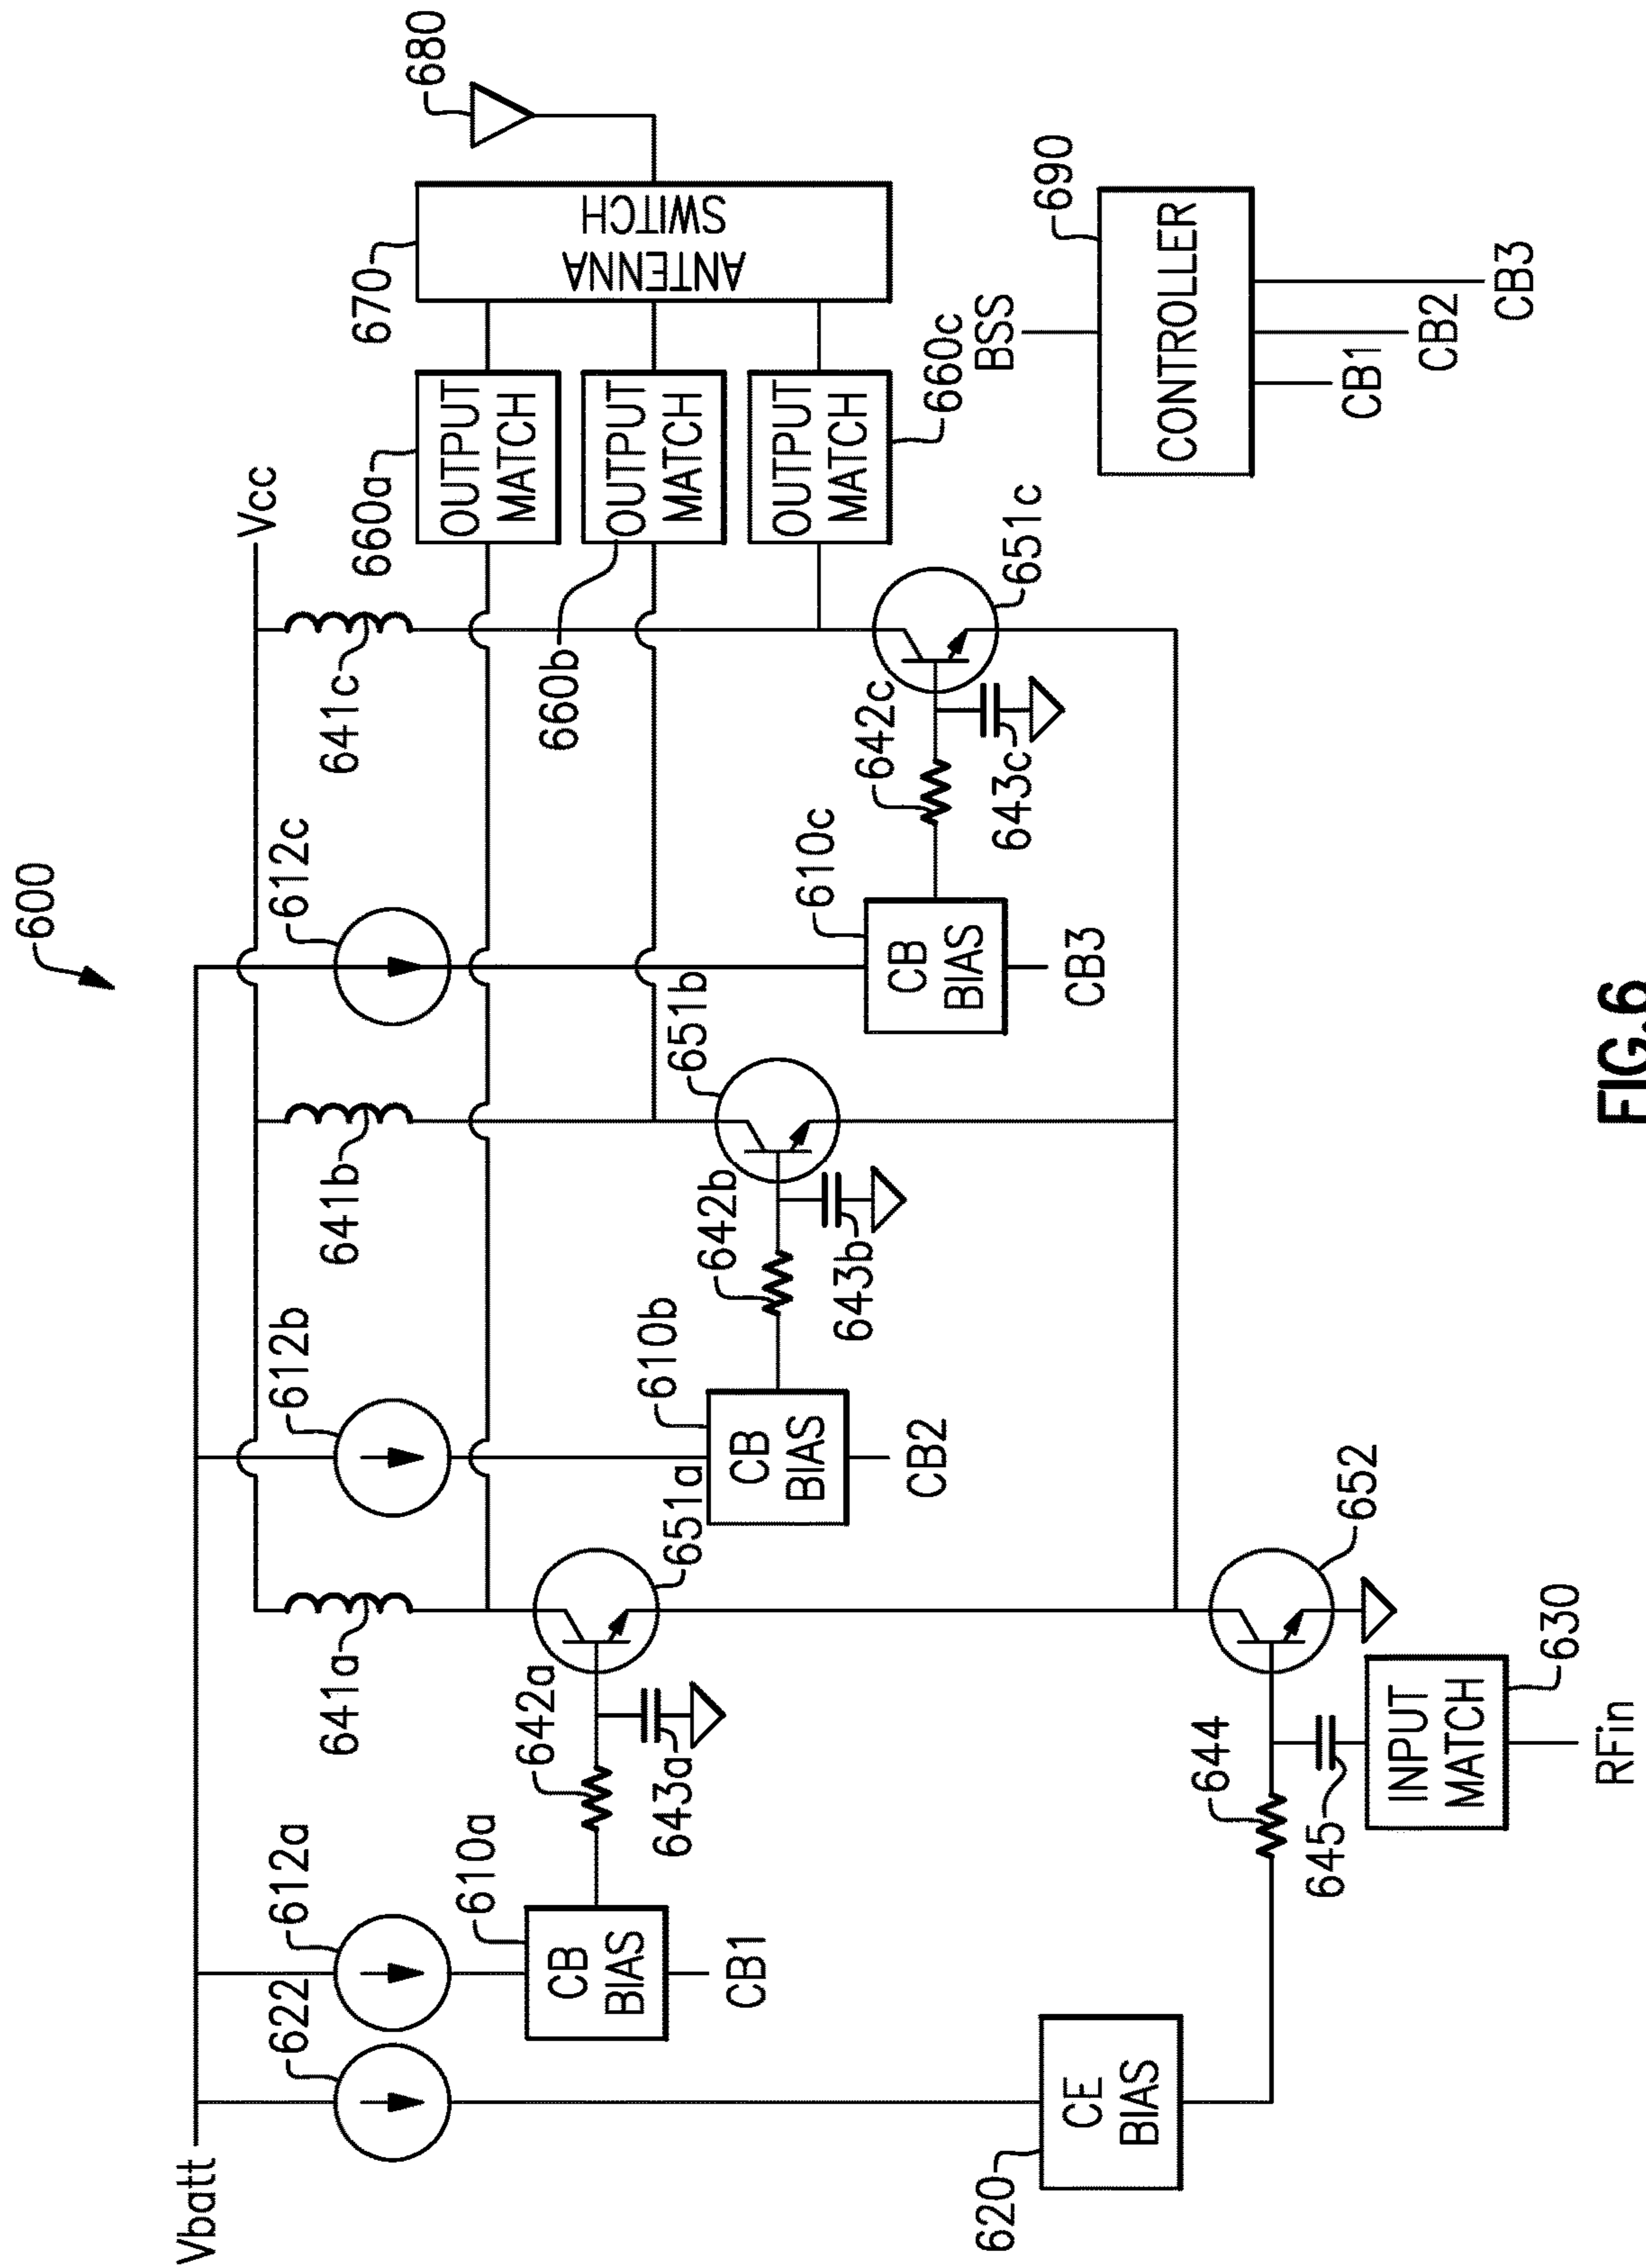 600
Vbatt
Vcc
622
612a
641a
612b
641b
612c
641c
660a
670
680
OUTPUT
MATCH
OUTPUT
MATCH
OUTPUT
MATCH
ANTENNA
SWITCH
660b
660c
610a
CB
BIAS
CB1
642a
643a
651a
610b
CB
BIAS
CB2
642b
643b
651b
610c
CB
BIAS
CB3
642c
643c
651c
BSS
690
CONTROLLER
CB1
CB2
CB3
620
CE
BIAS
644
645
652
INPUT
MATCH
630
RFin
FIG.6